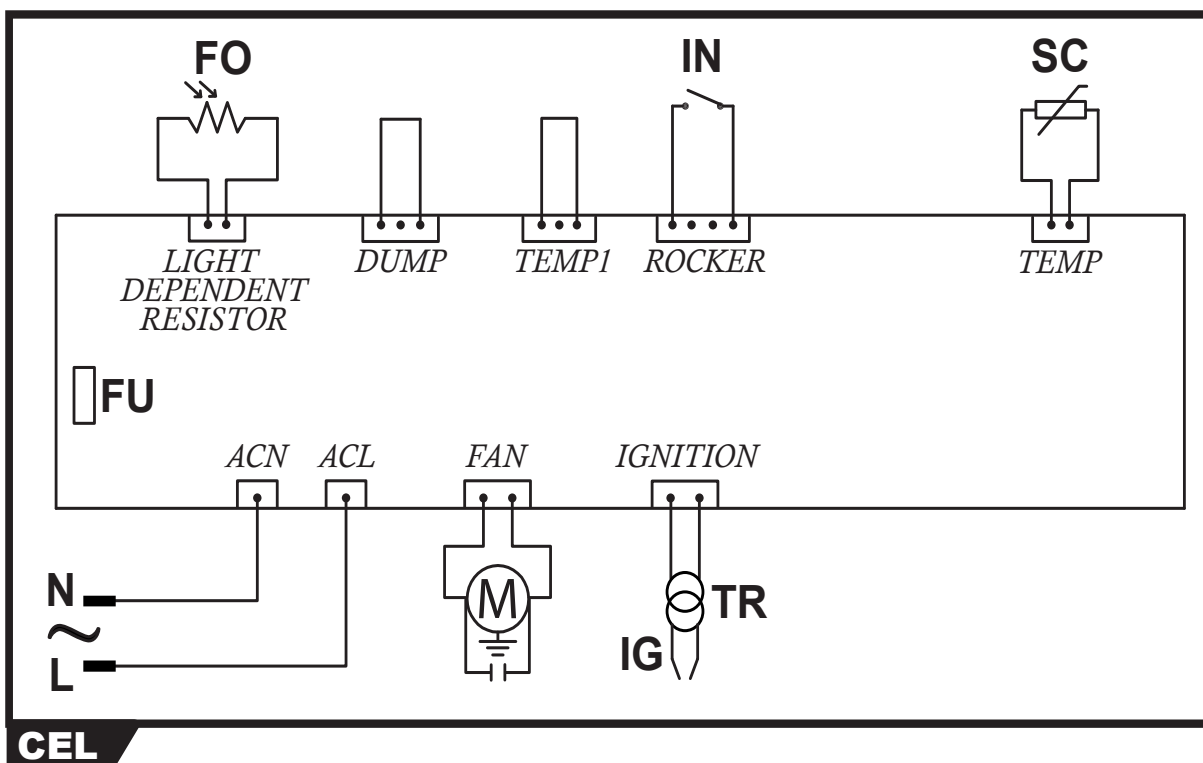 FO
IN
SC
LIGHT
DEPENDENT
RESISTOR
DUMP
TEMP1
ROCKER
TEMP
FU
ACN
ACL
FAN
IGNITION
N
~
L
M
TR
IG
CEL